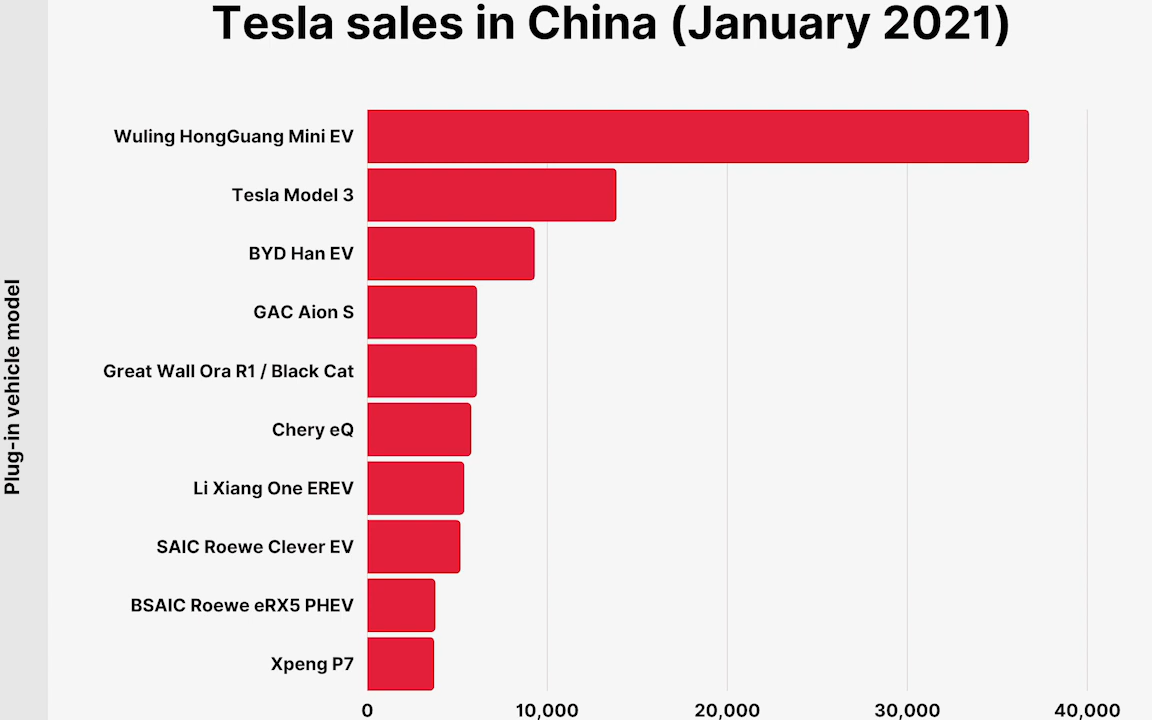 Tesla sales in China (January 2021)
Plug-in vehicle model
Wuling HongGuang Mini EV
Tesla Model 3
BYD Han EV
GAC Aion S
Great Wall Ora R1 / Black Cat
Chery eQ
Li Xiang One EREV
SAIC Roewe Clever EV
BSAIC Roewe eRX5 PHEV
Xpeng P7
0 10,000 20,000 30,000 40,000